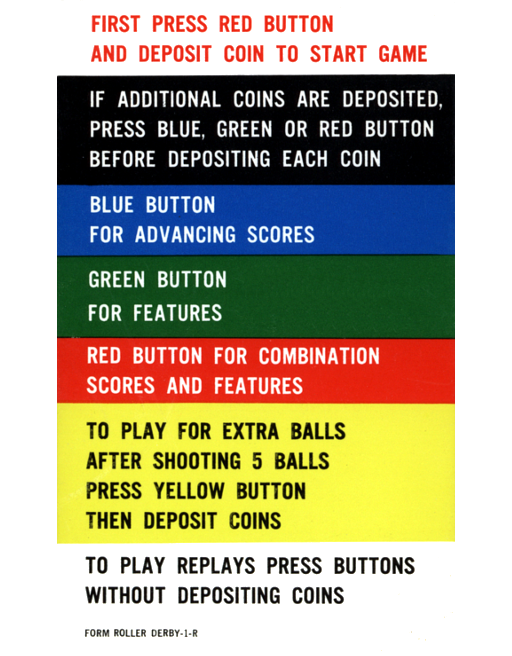 FIRST PRESS RED BUTTON
AND DEPOSIT COIN TO START GAME
IF ADDITIONAL COINS ARE DEPOSITED,
PRESS BLUE, GREEN OR RED BUTTON
BEFORE DEPOSITING EACH COIN
BLUE BUTTON
FOR ADVANCING SCORES
GREEN BUTTON
FOR FEATURES
RED BUTTON FOR COMBINATION
SCORES AND FEATURES
TO PLAY FOR EXTRA BALLS
AFTER SHOOTING 5 BALLS
PRESS YELLOW BUTTON
THEN DEPOSIT COINS
TO PLAY REPLAYS PRESS BUTTONS
WITHOUT DEPOSITING COINS
FORM ROLLER DERBY-1-R